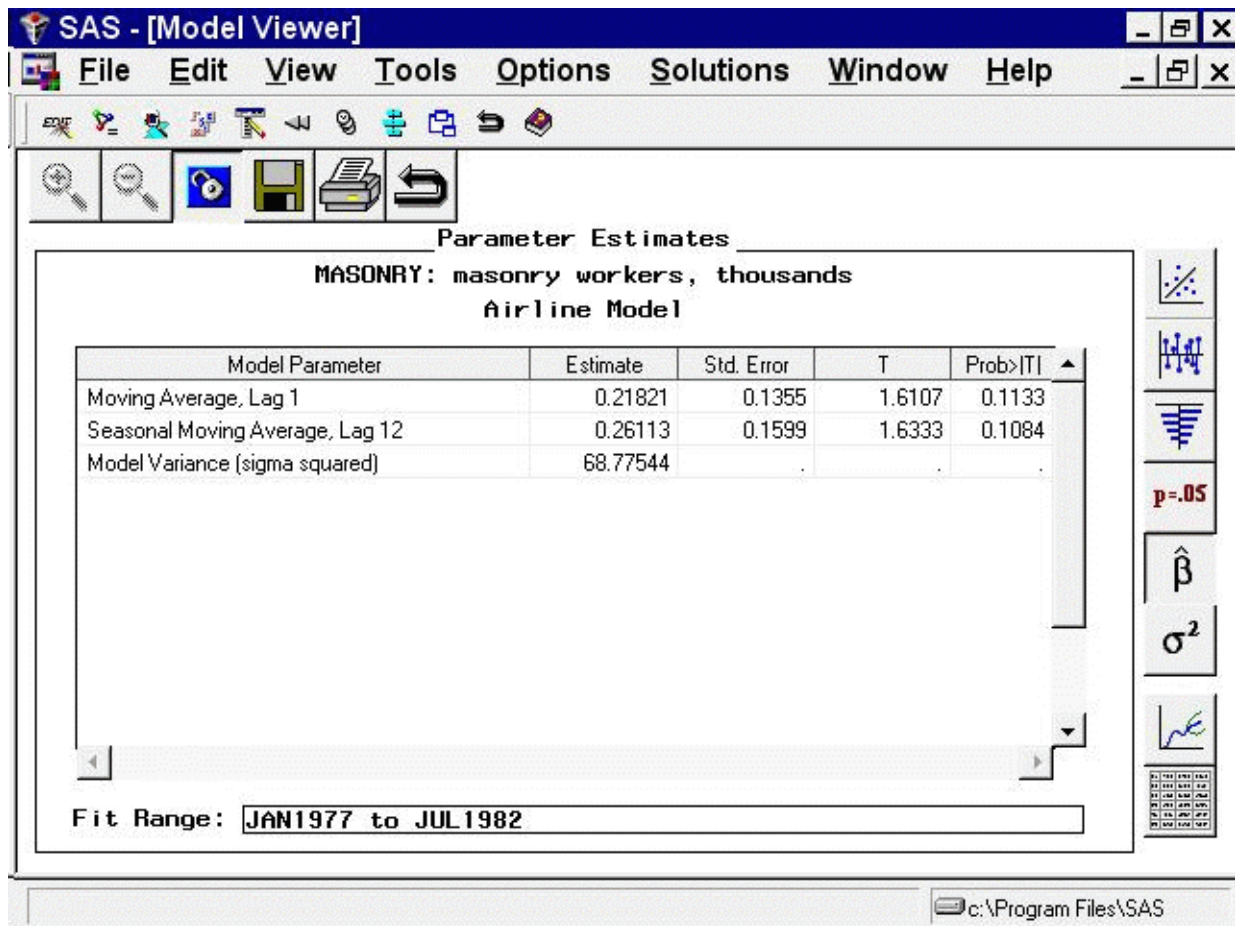 SAS - [Model Viewer]
File Edit View Tools Options Solutions Window Help
Parameter Estimates
MASONRY: masonry workers, thousands
Airline Model
Model Parameter Estimate Std. Error T Prob>|T|
Moving Average, Lag 1 0.21821 0.1355 1.6107 0.1133
Seasonal Moving Average, Lag 12 0.26113 0.1599 1.6333 0.1084
Model Variance (sigma squared) 68.77544 . . .
p=.05
β̂
σ²
Fit Range: JAN1977 to JUL1982
c:\Program Files\SAS